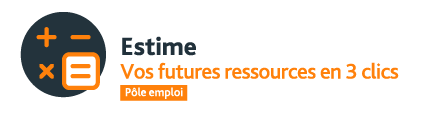 Estime
Vos futures ressources en 3 clics
Pôle emploi